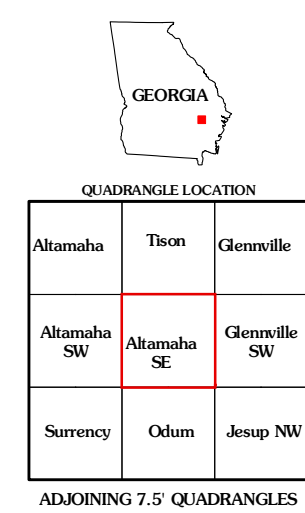 GEORGIA
QUADRANGLE LOCATION
Altamaha
Tison
Glennville
Altamaha
SW
Altamaha
SE
Glennville
SW
Surrency
Odum
Jesup NW
ADJOINING 7.5' QUADRANGLES